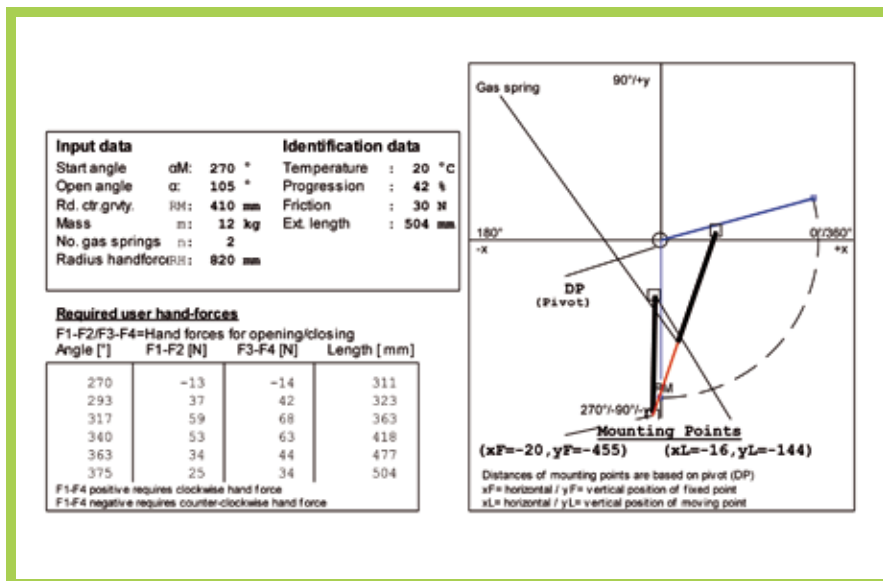 Input data Identification data
Start angle αM: 270 ° Temperature : 20 °C
Open angle α: 105 ° Progression : 42 %
Rd. ctr.grvty. RM: 410 mm Friction : 30 N
Mass m: 12 kg Ext. length : 504 mm
No. gas springs n: 2
Radius handforce RH: 820 mm
Required user hand-forces
F1-F2/F3-F4=Hand forces for opening/closing
Angle [°] F1-F2 [N] F3-F4 [N] Length [mm]
270 -13 -14 311
293 37 42 323
317 59 68 363
340 53 63 418
363 34 44 477
375 25 34 504
F1-F4 positive requires clockwise hand force
F1-F4 negative requires counter-clockwise hand force
90°/+y
Gas spring
180°
-x
0°/360°
+x
DP
(Pivot)
RM
270°/-90°/-y
Mounting Points
(xF=-20,yF=-455) (xL=-16,yL=-144)
Distances of mounting points are based on pivot (DP)
xF= horizontal / yF= vertical position of fixed point
xL= horizontal / yL= vertical position of moving point